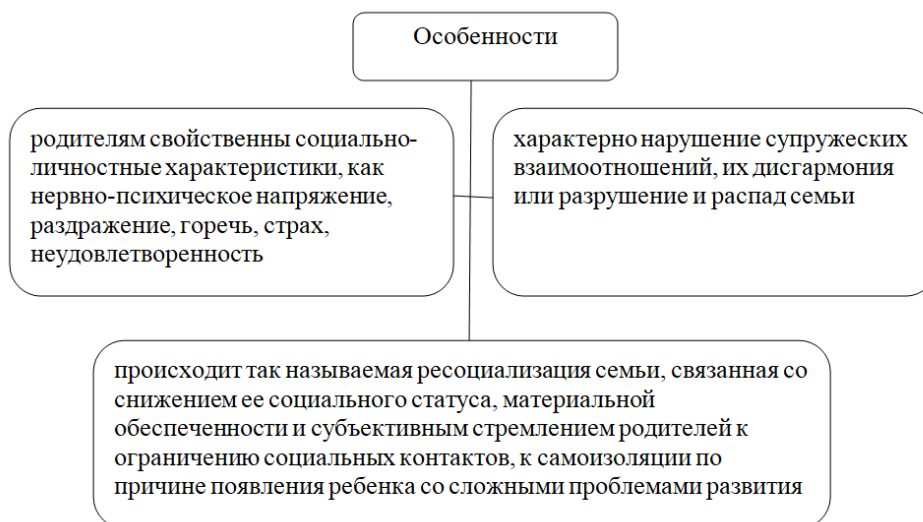 Особенности
родителям свойственны социально-
личностные характеристики, как
нервно-психическое напряжение,
раздражение, горечь, страх,
неудовлетворенность
характерно нарушение супружеских
взаимоотношений, их дисгармония
или разрушение и распад семьи
происходит так называемая ресоциализация семьи, связанная со
снижением ее социального статуса, материальной
обеспеченности и субъективным стремлением родителей к
ограничению социальных контактов, к самоизоляции по
причине появления ребенка со сложными проблемами развития